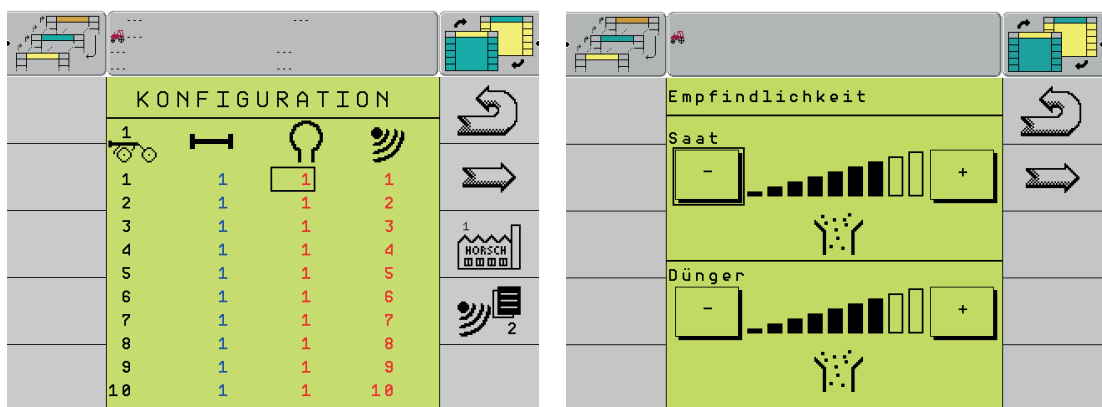 --- ---
---
--- ---
--- ---
KONFIGURATION
1
1 1 1 1
2 1 1 2
3 1 1 3
4 1 1 4
5 1 1 5
6 1 1 6
7 1 1 7
8 1 1 8
9 1 1 9
10 1 1 10
1
HORSCH
2
Empfindlichkeit
Saat
- +
Dünger
- +